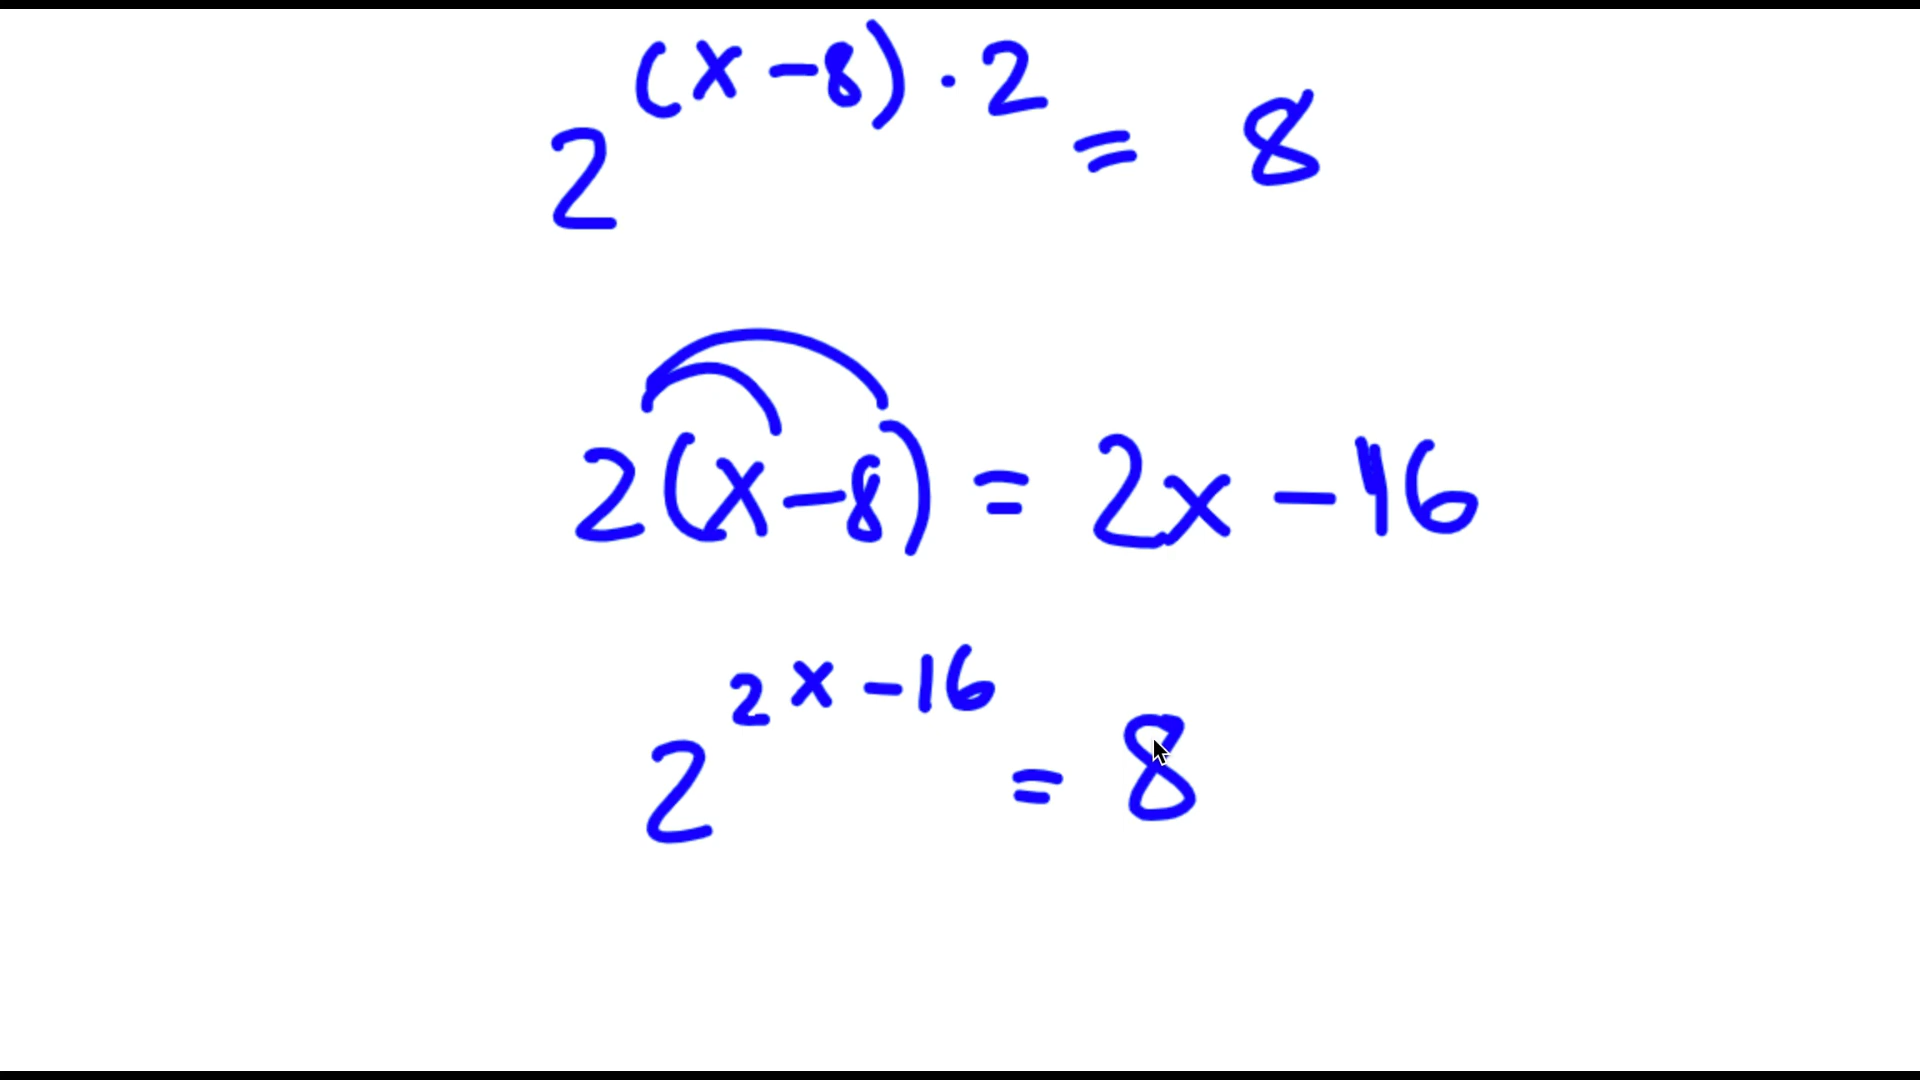 2^{(x-8)·2} = 8
2(x-8) = 2x-16
2^{2x-16} = 8